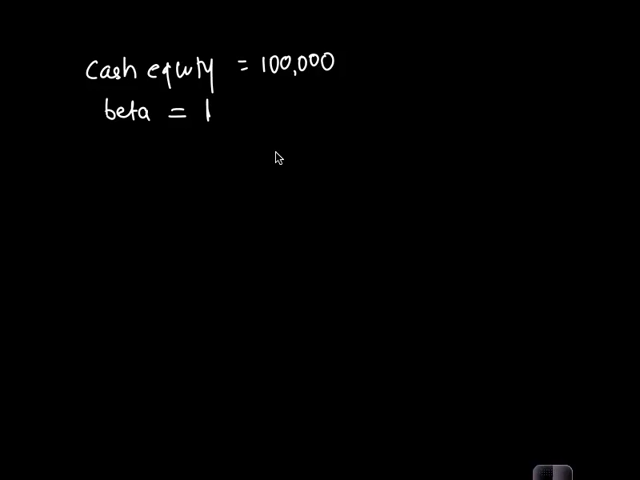 cash equity = 100,000
beta = 1